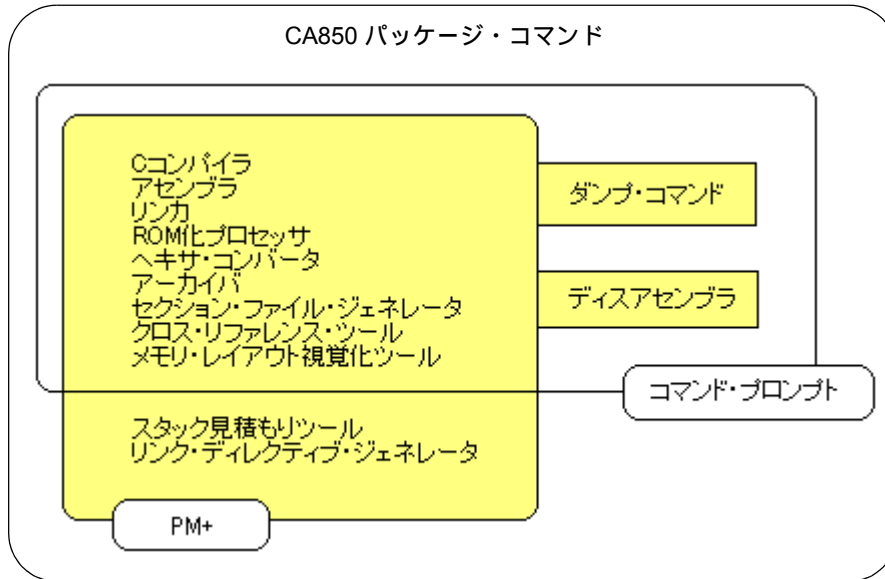 CA850 パッケージ・コマンド
Cコンパイラ
アセンブラ
リンカ
ROM化プロセッサ
ヘキサ・コンバータ
アーカイバ
セクション・ファイル・ジェネレータ
クロス・リファレンス・ツール
メモリ・レイアウト視覚化ツール
ダンプ・コマンド
ディスアセンブラ
コマンド・プロンプト
スタック見積もりツール
リンク・ディレクティブ・ジェネレータ
PM+